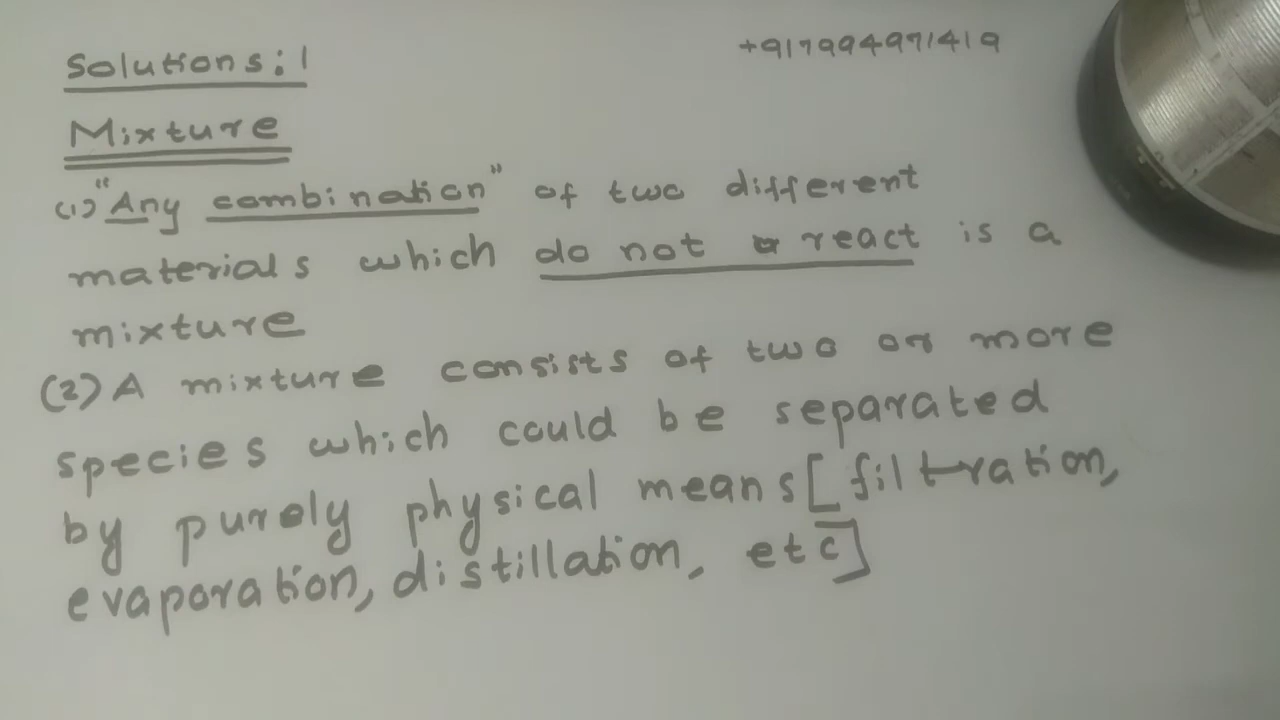 Solutions: 1
+917994971419
Mixture
(1) "Any combination" of two different
materials which do not react is a
mixture
(2) A mixture consists of two or more
species which could be separated
by purely physical means [filtration,
evaporation, distillation, etc]